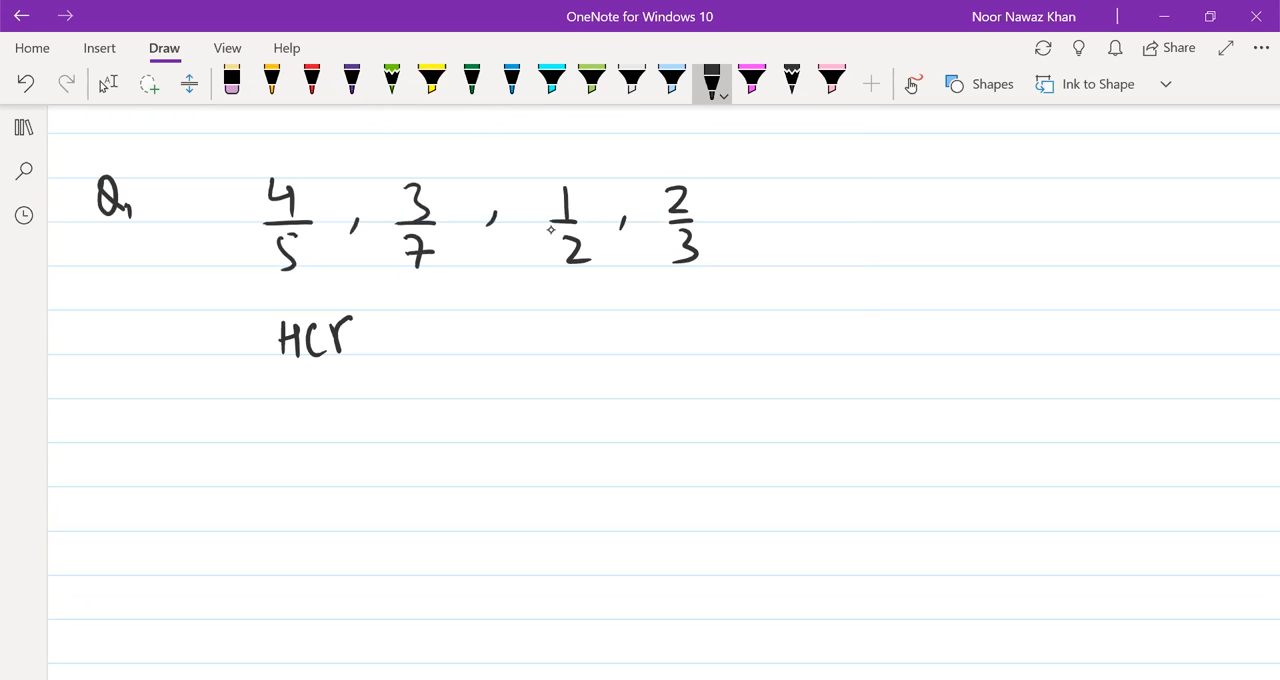 OneNote for Windows 10 Noor Nawaz Khan
Home Insert Draw View Help Share
Shapes Ink to Shape
Q1 4/5 , 3/7 , 1/2 , 2/3
HCF